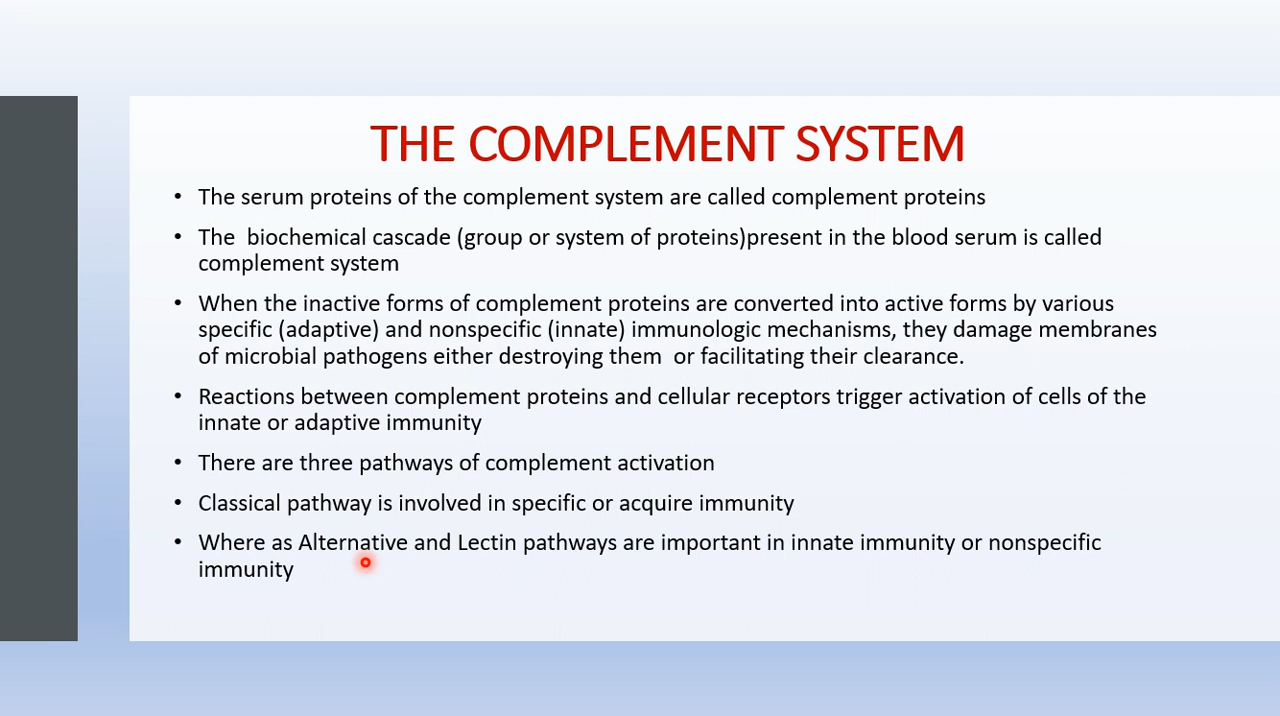 THE COMPLEMENT SYSTEM
• The serum proteins of the complement system are called complement proteins
• The  biochemical cascade (group or system of proteins)present in the blood serum is called
complement system
• When the inactive forms of complement proteins are converted into active forms by various
specific (adaptive) and nonspecific (innate) immunologic mechanisms, they damage membranes
of microbial pathogens either destroying them  or facilitating their clearance.
• Reactions between complement proteins and cellular receptors trigger activation of cells of the
innate or adaptive immunity
• There are three pathways of complement activation
• Classical pathway is involved in specific or acquire immunity
• Where as Alternative and Lectin pathways are important in innate immunity or nonspecific
immunity